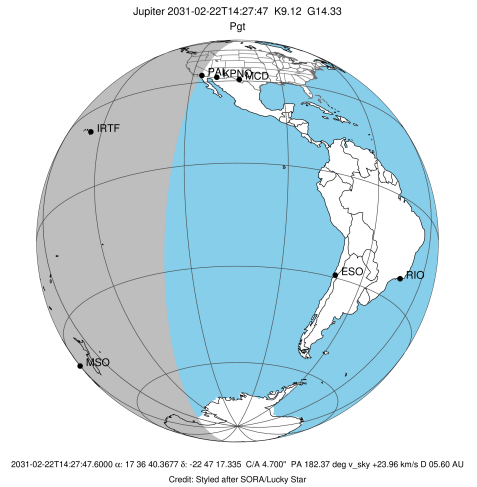 Jupiter 2031-02-22T14:27:47 K9.12 G14.33
Pgt
KPNO
MCD
IRTF
ESO
RIO
MSO
2031-02-22T14:27:47.6000 α: 17 36 40.3677 δ: -22 47 17.335 C/A 4.700" PA 182.37 deg v_sky +23.96 km/s D 05.60 AU
Credit: Styled after SORA/Lucky Star